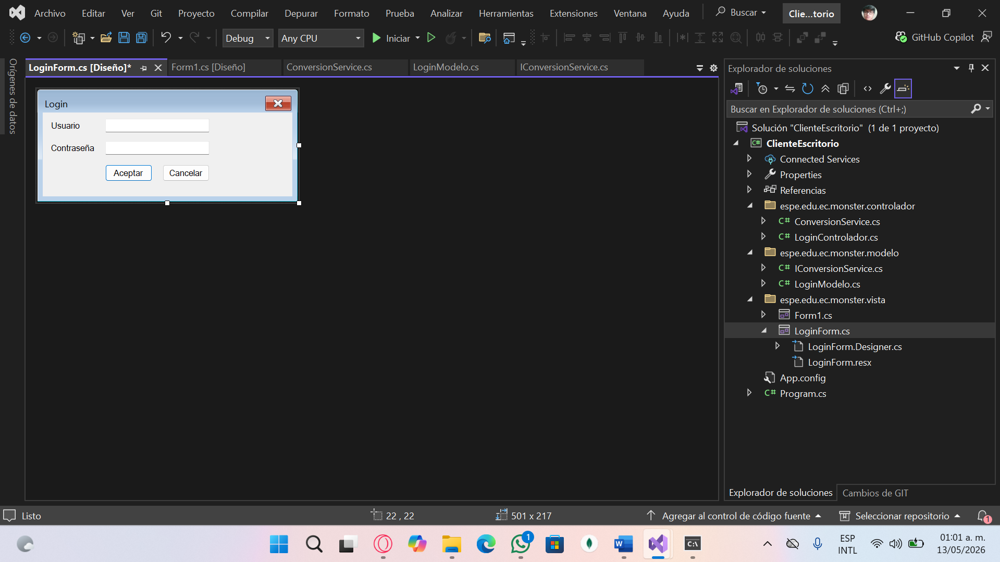 Archivo Editar Ver Git Proyecto Compilar Depurar Formato Prueba Analizar Herramientas Extensiones Ventana Ayuda Buscar Clie...torio
Debug Any CPU Iniciar GitHub Copilot
Orígenes de datos
LoginForm.cs [Diseño]* Form1.cs [Diseño] ConversionService.cs LoginModelo.cs IConversionService.cs
Login
Usuario
Contraseña
Aceptar Cancelar
Explorador de soluciones
Buscar en Explorador de soluciones (Ctrl+;)
Solución "ClienteEscritorio" (1 de 1 proyecto)
C# ClienteEscritorio
Connected Services
Properties
Referencias
espe.edu.ec.monster.controlador
C# ConversionService.cs
C# LoginControlador.cs
espe.edu.ec.monster.modelo
C# IConversionService.cs
C# LoginModelo.cs
espe.edu.ec.monster.vista
Form1.cs
LoginForm.cs
LoginForm.Designer.cs
LoginForm.resx
App.config
C# Program.cs
Explorador de soluciones Cambios de GIT
Listo 22 , 22 501 x 217 Agregar al control de código fuente Seleccionar repositorio 1
1 W C:\ ESP INTL 01:01 a. m.
13/05/2026